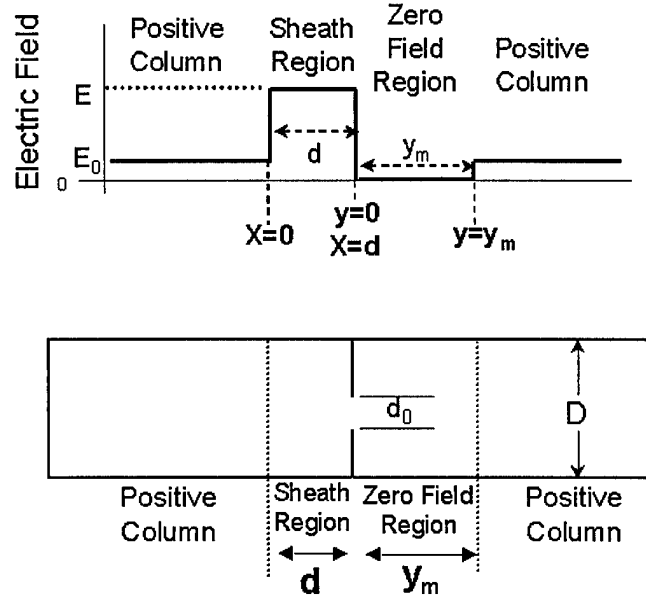 Positive
Column
Sheath
Region
Zero
Field
Region
Positive
Column
Electric Field
E
E₀
0
d
yₘ
X=0
y=0
X=d
y=yₘ
d₀
D
Positive
Column
Sheath
Region
Zero Field
Region
Positive
Column
d
yₘ